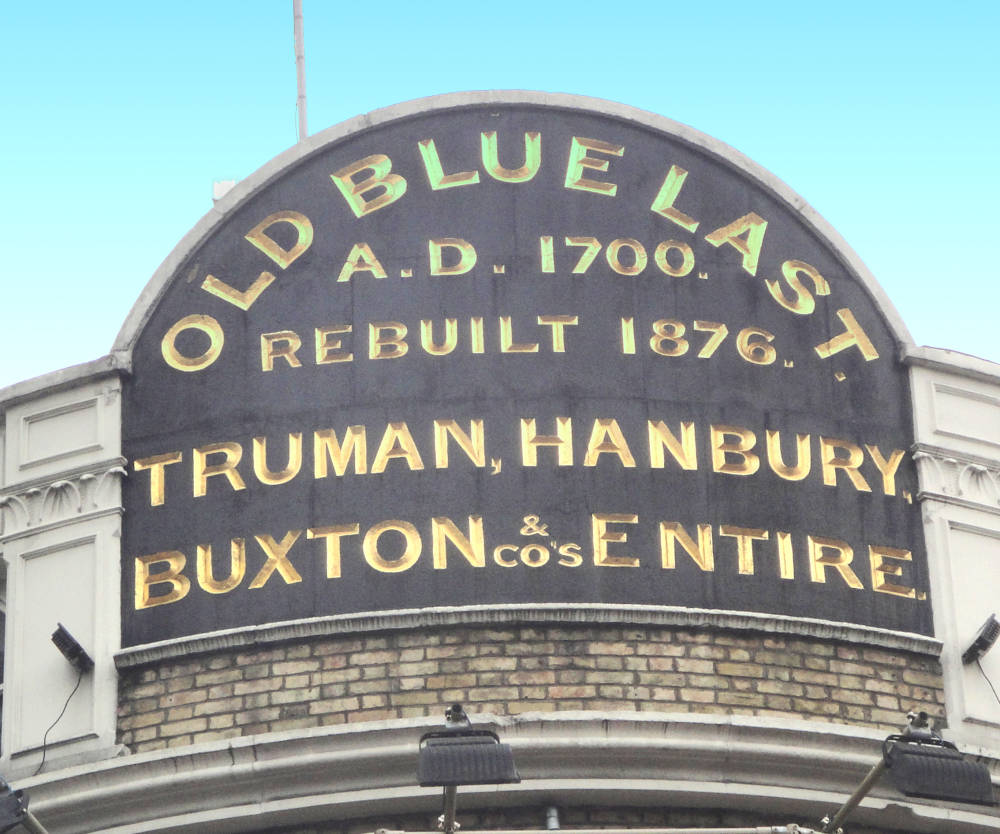 OLD BLUE LAST.
A.D. 1700.
REBUILT 1876.
TRUMAN, HANBURY,
BUXTON & CO'S ENTIRE.